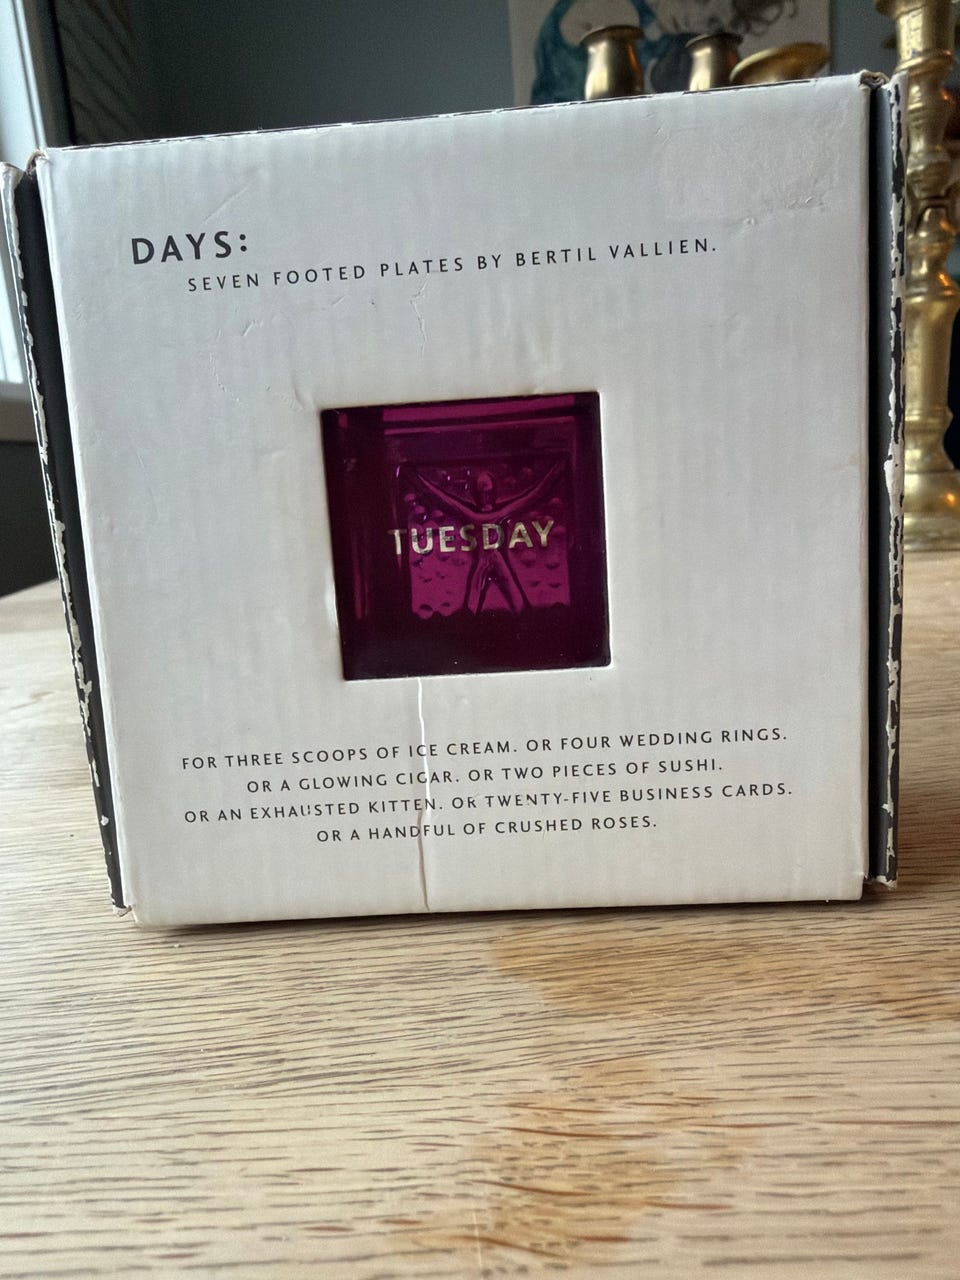 DAYS:
SEVEN FOOTED PLATES BY BERTIL VALLIEN.
TUESDAY
FOR THREE SCOOPS OF ICE CREAM. OR FOUR WEDDING RINGS.
OR A GLOWING CIGAR. OR TWO PIECES OF SUSHI.
OR AN EXHAUSTED KITTEN. OR TWENTY-FIVE BUSINESS CARDS.
OR A HANDFUL OF CRUSHED ROSES.